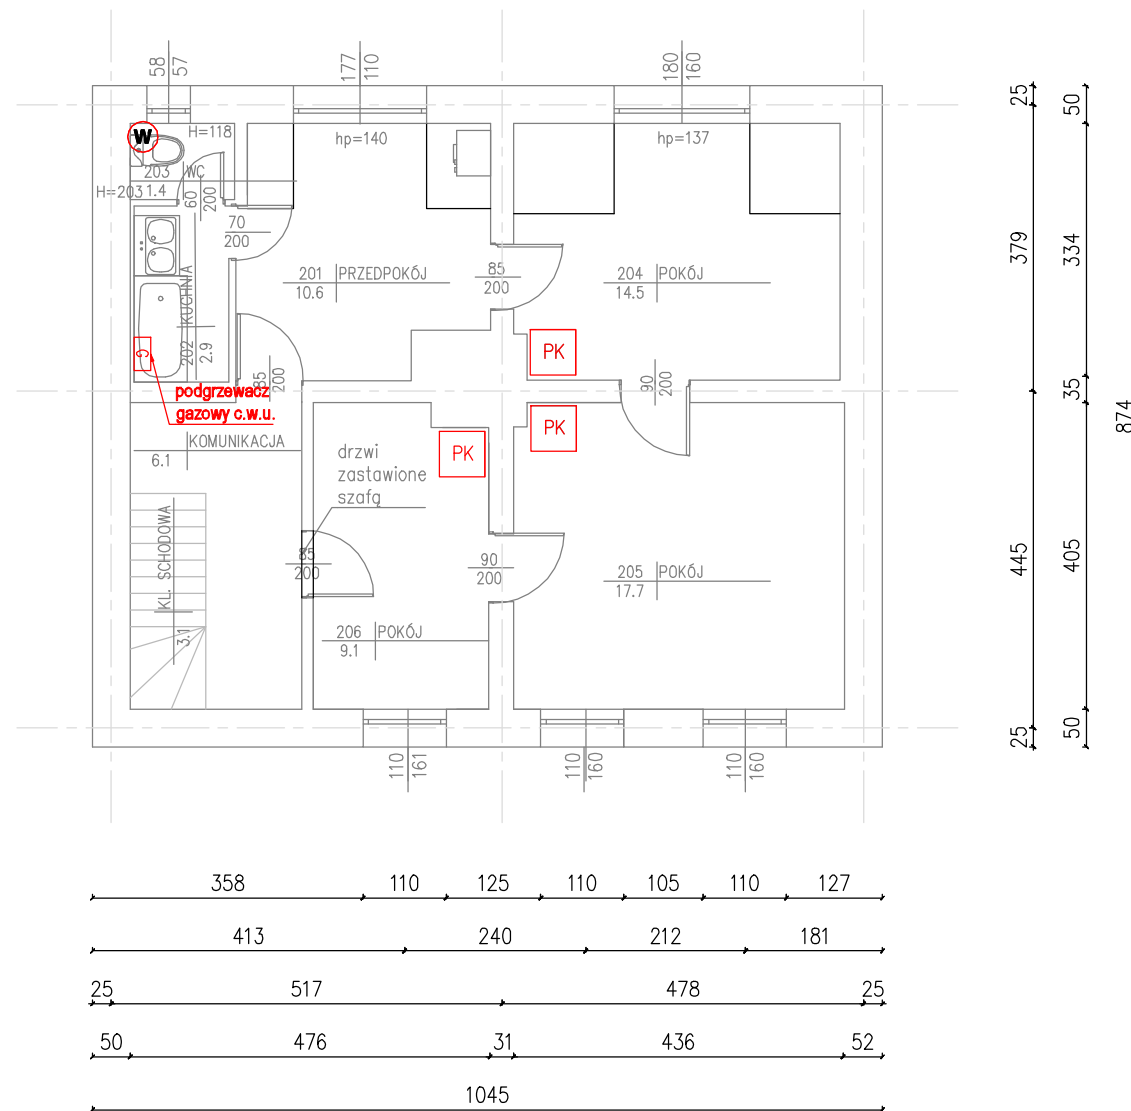 58
57
177
110
180
160
W
H=118
hp=140
hp=137
203 WC
1.4
H=203
60
200
70
200
201 PRZEDPOKÓJ
10.6
85
200
204 POKÓJ
14.5
202 KUCHNIA
2.9
G
PK
85
200
90
200
podgrzewacz
gazowy c.w.u.
PK
KOMUNIKACJA
6.1
PK
drzwi
zastawione
szafą
KL. SCHODOWA
3.1
85
200
90
200
205 POKÓJ
17.7
206 POKÓJ
9.1
110
161
110
160
110
160
25
379
445
25
50
334
35
405
50
874
358 110 125 110 105 110 127
413 240 212 181
25 517 478 25
50 476 31 436 52
1045